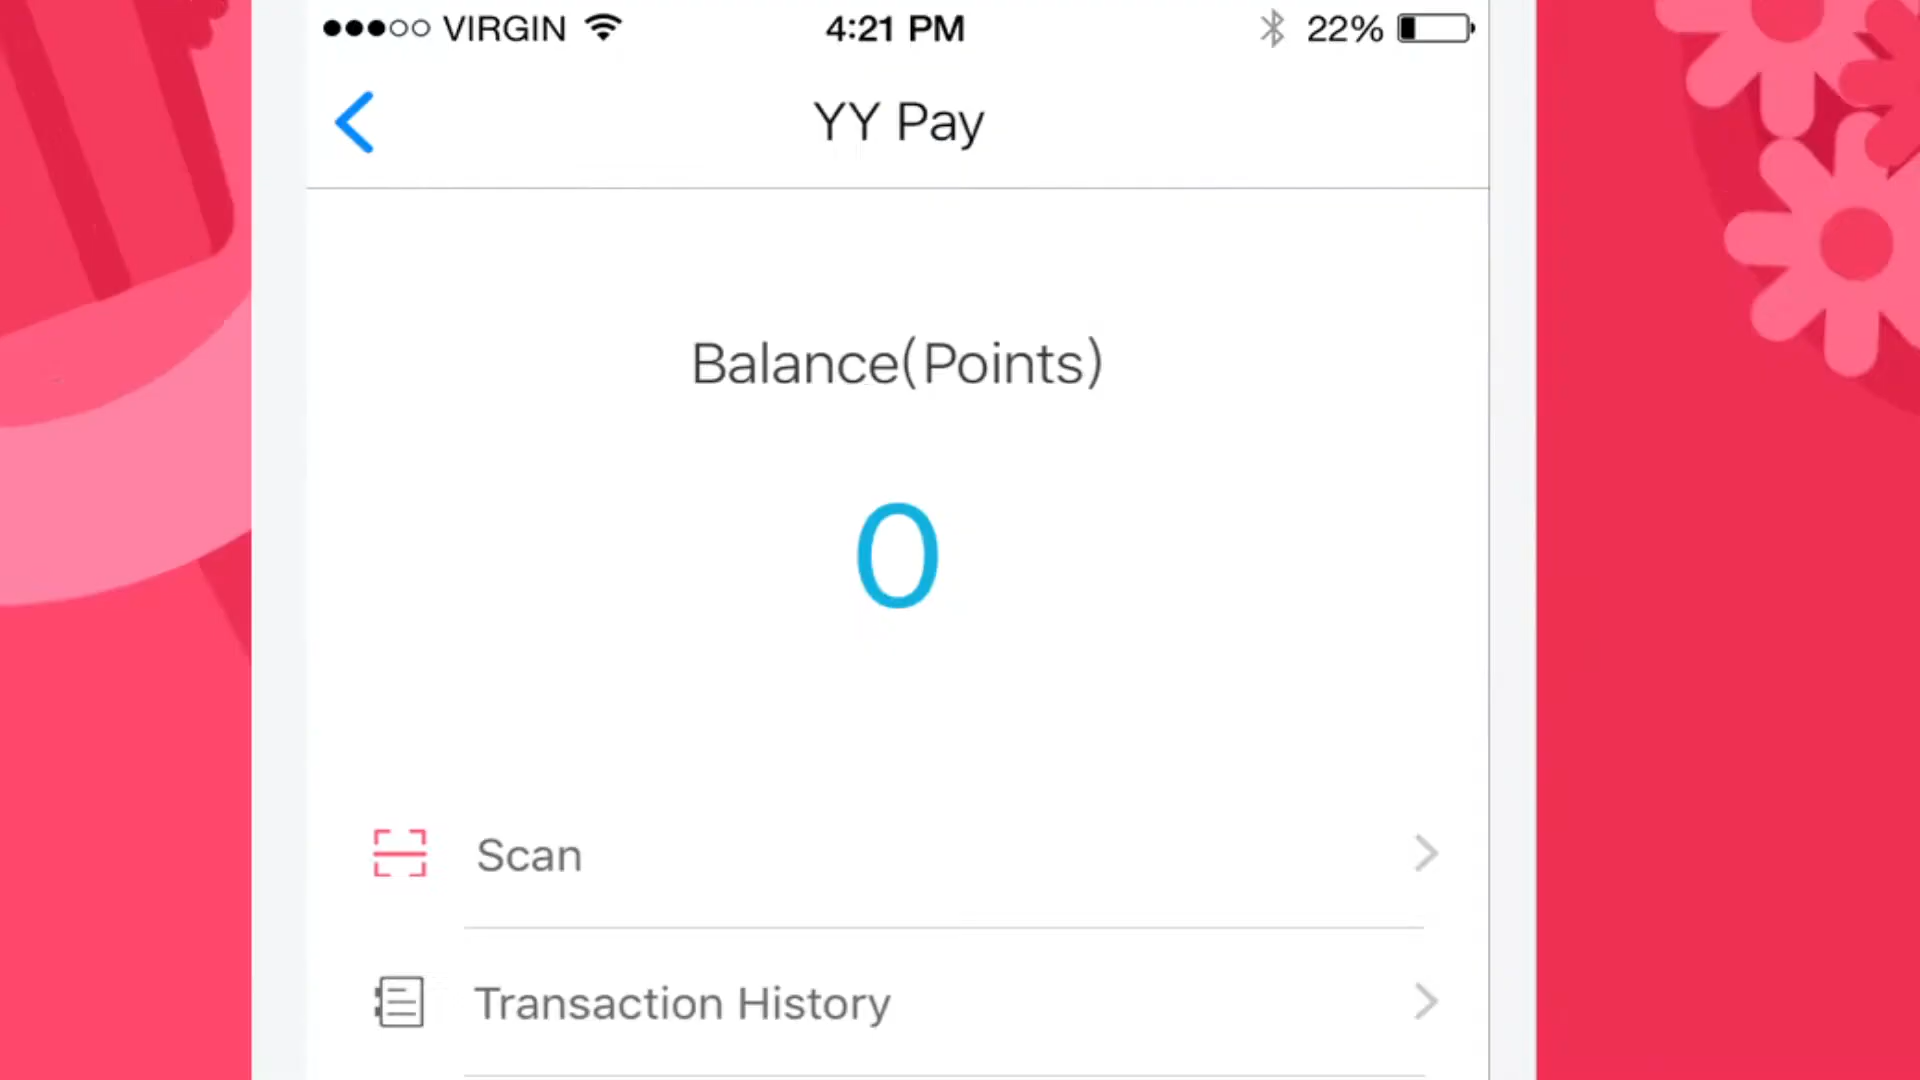 VIRGIN 4:21 PM 22%
YY Pay
Balance(Points)
0
Scan
Transaction History